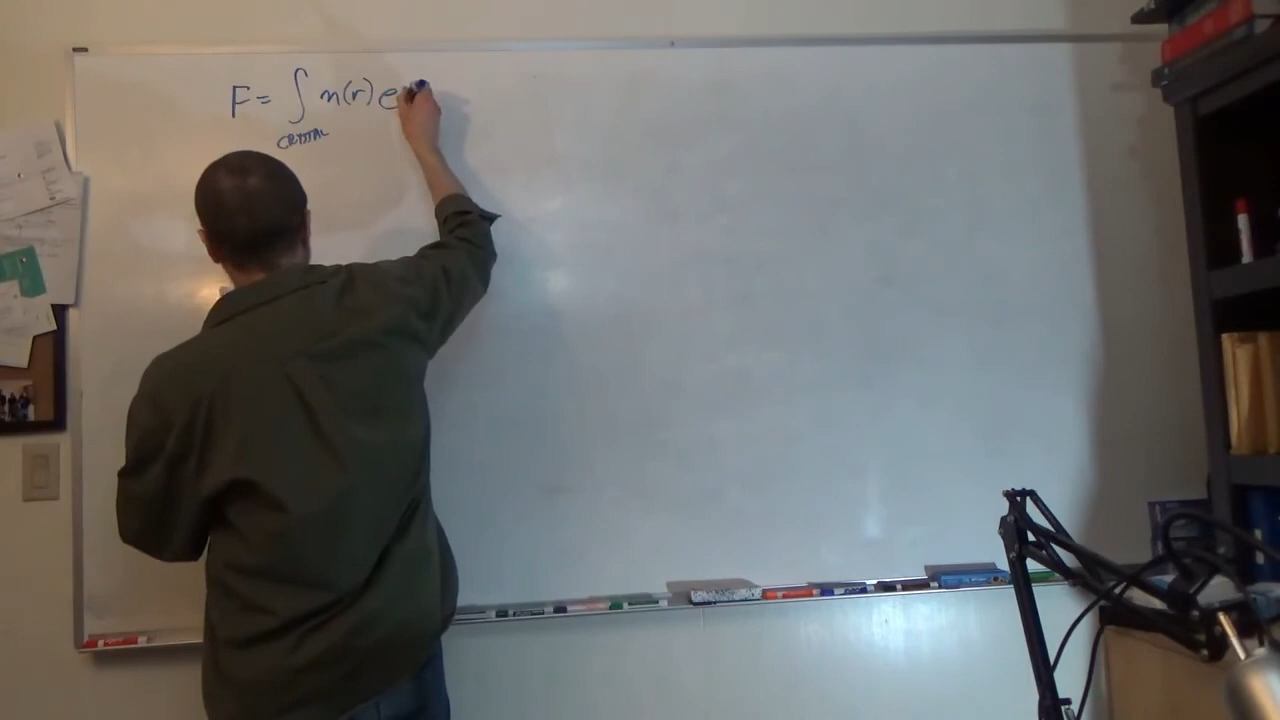 F = ∫ n(r) e
CRYSTAL